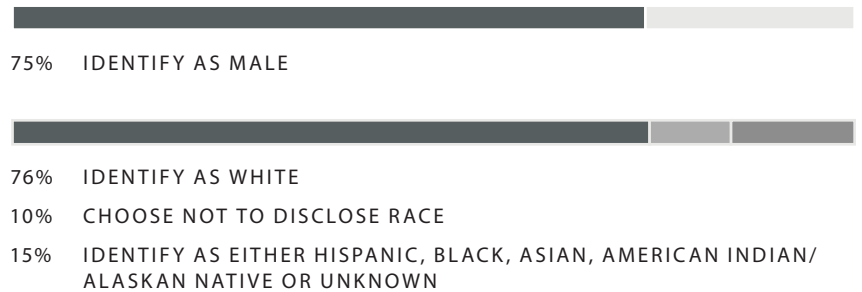 75% IDENTIFY AS MALE
76% IDENTIFY AS WHITE
10% CHOOSE NOT TO DISCLOSE RACE
15% IDENTIFY AS EITHER HISPANIC, BLACK, ASIAN, AMERICAN INDIAN/
ALASKAN NATIVE OR UNKNOWN